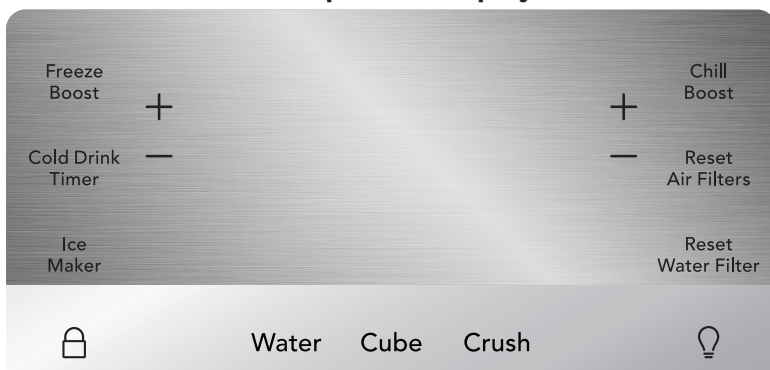 Freeze
Boost
+
Cold Drink
Timer
−
Ice
Maker
+
Chill
Boost
−
Reset
Air Filters
Reset
Water Filter
Water Cube Crush